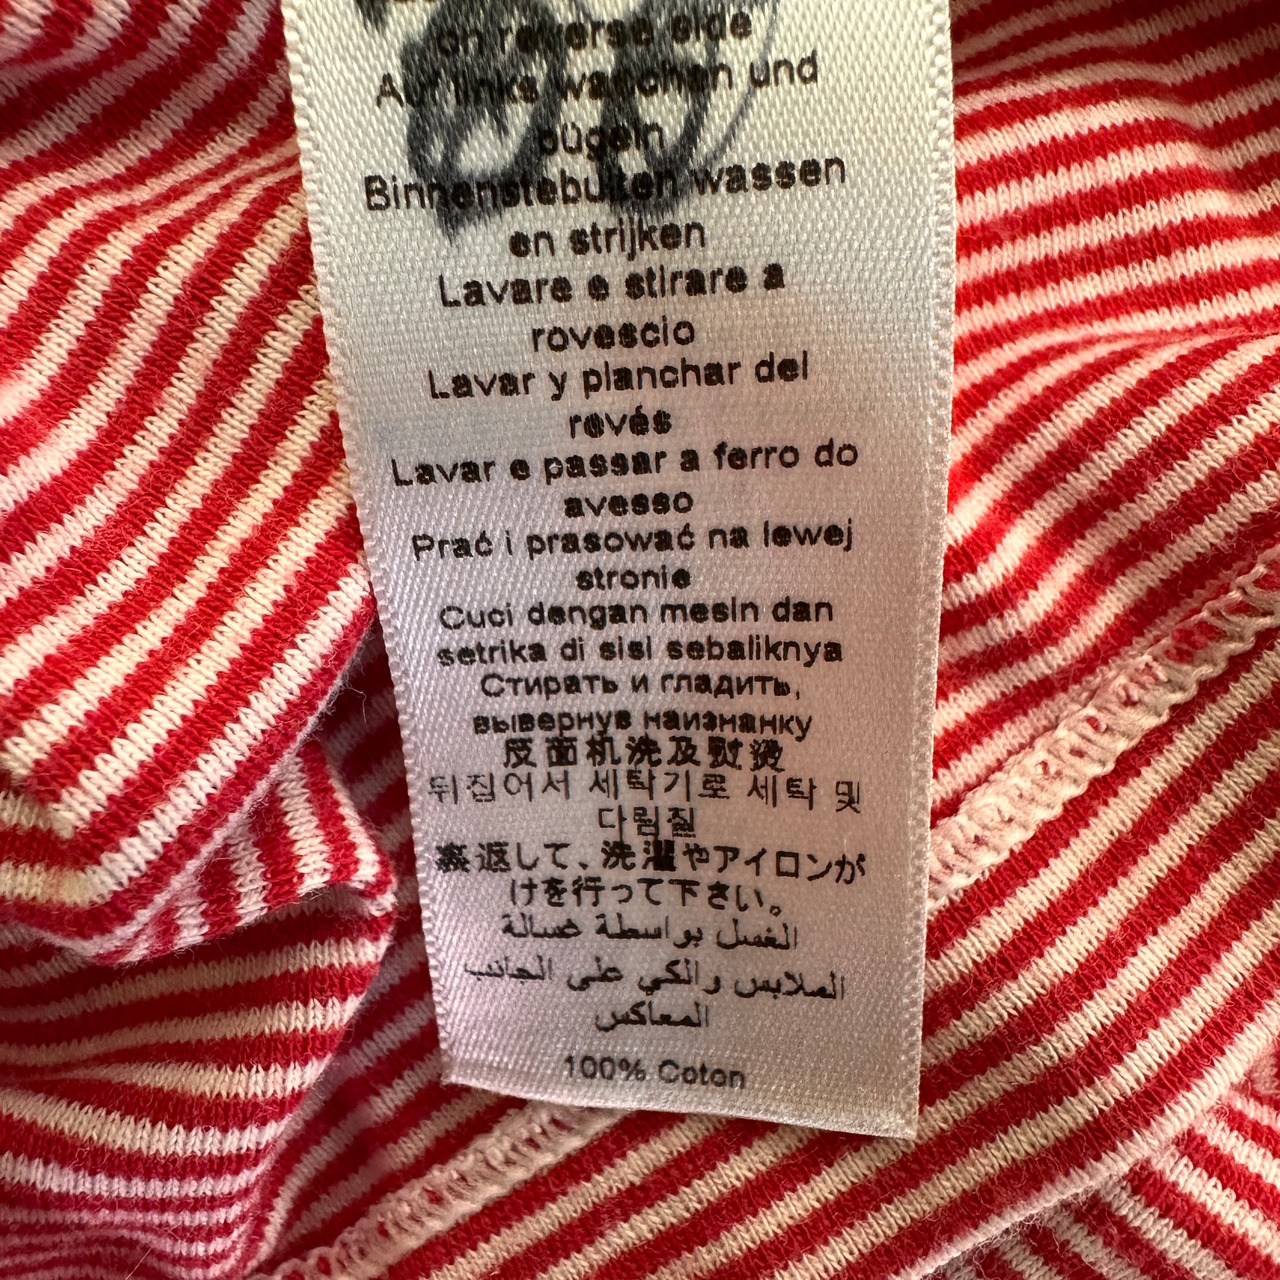 on reverse side
Auf links waschen und
bügeln
Binnenstebuiten wassen
en strijken
Lavare e stirare a
rovescio
Lavar y planchar del
revés
Lavar e passar a ferro do
avesso
Prać i prasować na lewej
stronie
Cuci dengan mesin dan
setrika di sisi sebaliknya
Стирать и гладить,
вывернув наизнанку
反面机洗及熨烫
뒤집어서 세탁기로 세탁 및
다림질
裏返して、洗濯やアイロンが
けを行って下さい。
الغسل بواسطة غسالة
الملابس والكي على الجانب
المعاكس
100% Coton